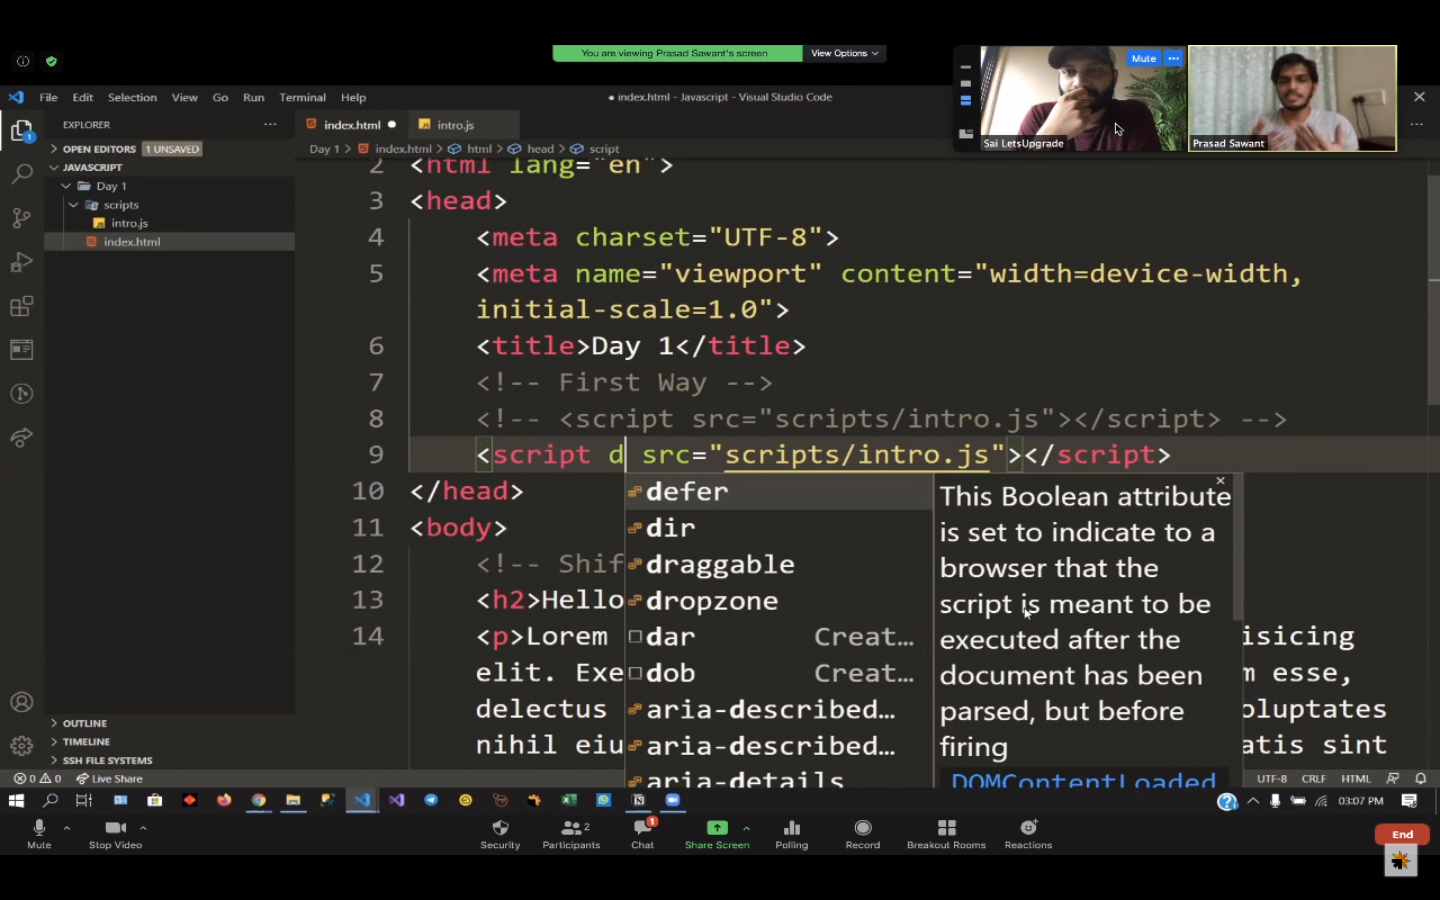 You are viewing Prasad Sawant's screen
View Options
Mute
Sai LetsUpgrade
Prasad Sawant
File Edit Selection View Go Run Terminal Help
● index.html - Javascript - Visual Studio Code
EXPLORER
OPEN EDITORS 1 UNSAVED
JAVASCRIPT
Day 1
scripts
intro.js
index.html
OUTLINE
TIMELINE
SSH FILE SYSTEMS
index.html ● intro.js
Day 1 > index.html > html > head > script
2 <html lang="en">
3 <head>
4 <meta charset="UTF-8">
5 <meta name="viewport" content="width=device-width,
initial-scale=1.0">
6 <title>Day 1</title>
7 <!-- First Way -->
8 <!-- <script src="scripts/intro.js"></script> -->
9 <script d src="scripts/intro.js"></script>
10 </head>
11 <body>
12 <!-- Shif
13 <h2>Hello
14 <p>Lorem isicing
elit. Exe m esse,
delectus oluptates
nihil eiu atis sint
defer
dir
draggable
dropzone
dar Creat...
dob Creat...
aria-described...
aria-described...
aria-details
This Boolean attribute
is set to indicate to a
browser that the
script is meant to be
executed after the
document has been
parsed, but before
firing
DOMContentLoaded
0 0 Live Share UTF-8 CRLF HTML
03:07 PM
Mute
Stop Video
Security
Participants 2
Chat 1
Share Screen
Polling
Record
Breakout Rooms
Reactions
End